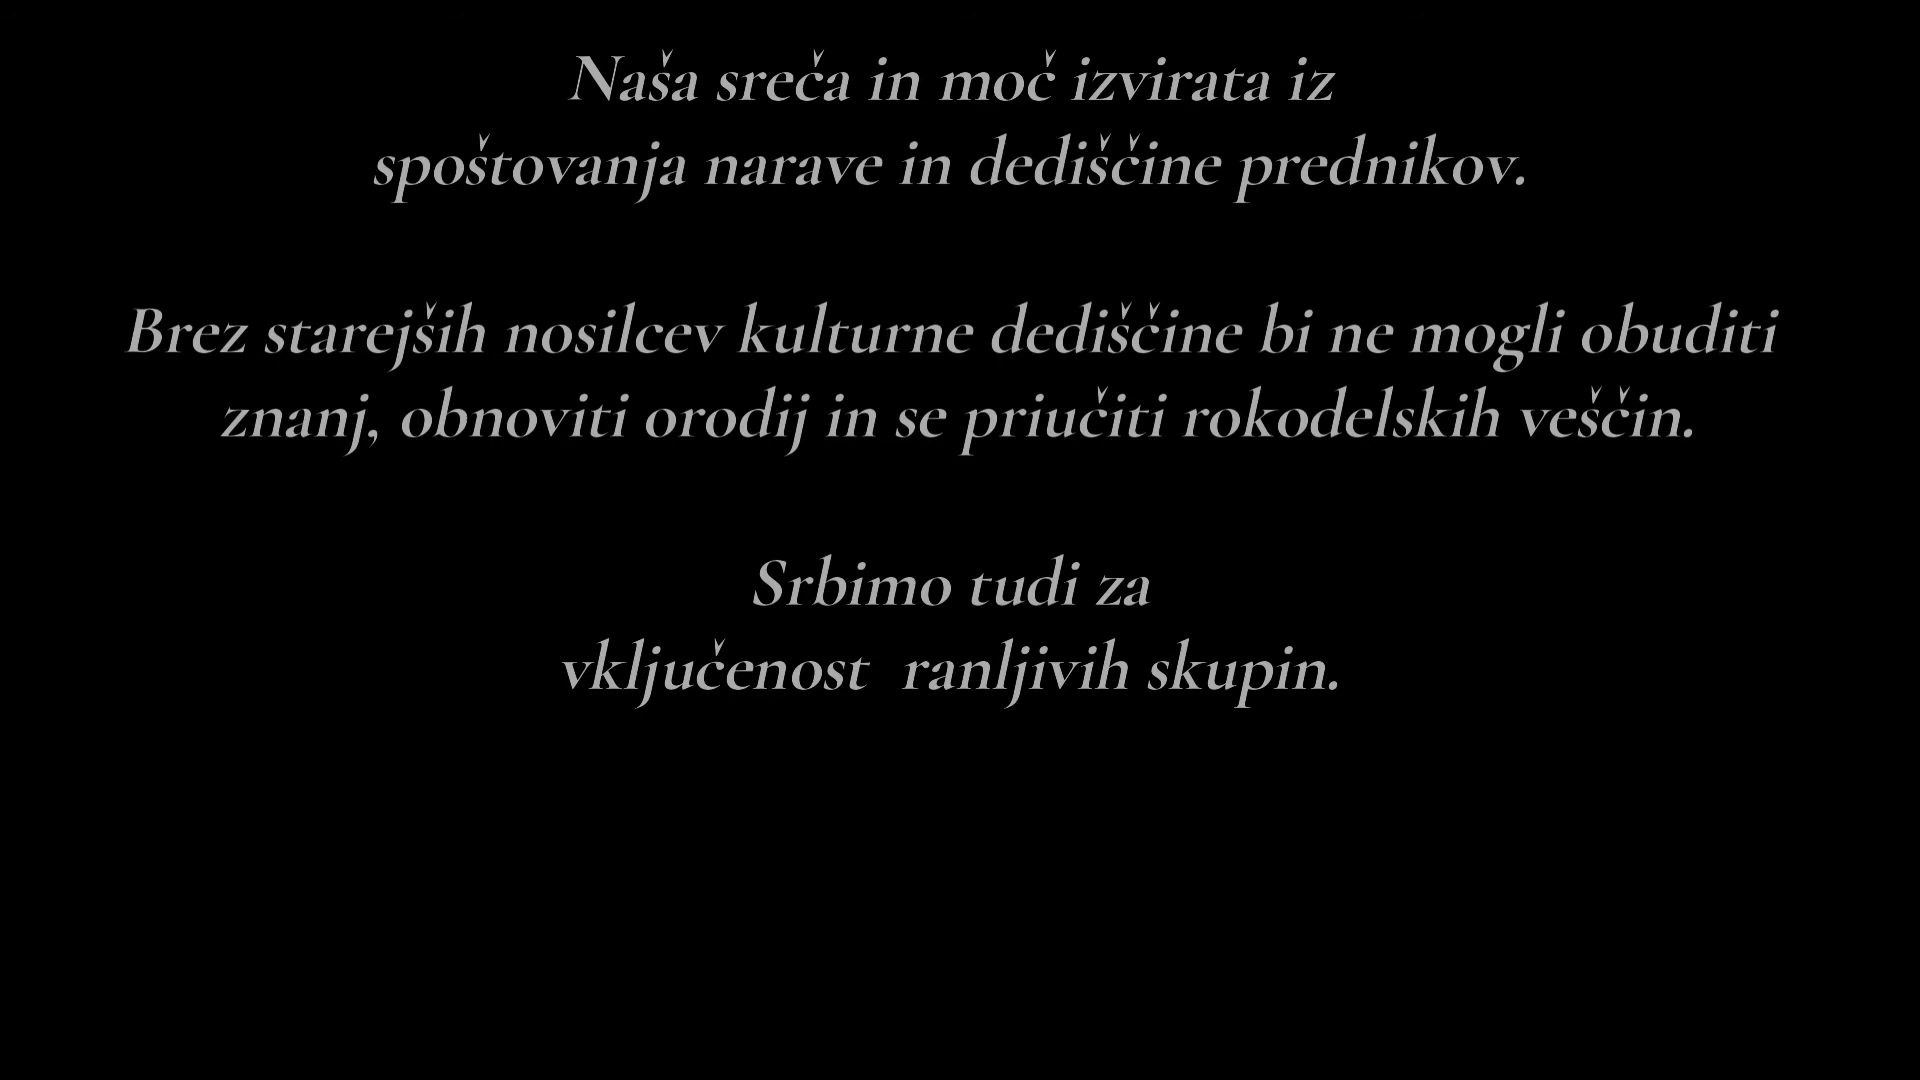 Naša sreča in moč izvirata iz
spoštovanja narave in dediščine prednikov.
Brez starejših nosilcev kulturne dediščine bi ne mogli obuditi
znanj, obnoviti orodij in se priučiti rokodelskih veščin.
Srbimo tudi za
vključenost  ranljivih skupin.